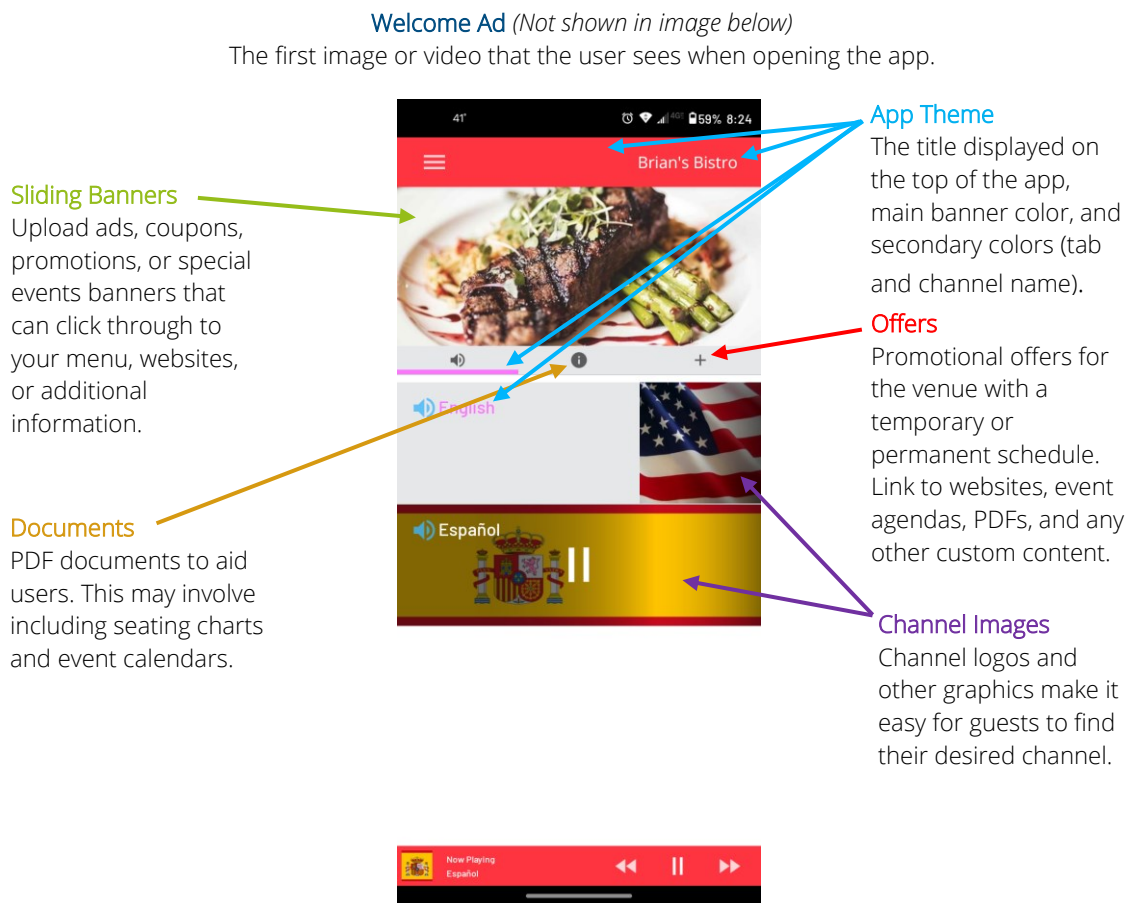 Welcome Ad (Not shown in image below)
The first image or video that the user sees when opening the app.
41°
59% 8:24
Brian's Bistro
Sliding Banners
Upload ads, coupons,
promotions, or special
events banners that
can click through to
your menu, websites,
or additional
information.
Documents
PDF documents to aid
users. This may involve
including seating charts
and event calendars.
English
Español
App Theme
The title displayed on
the top of the app,
main banner color, and
secondary colors (tab
and channel name).
Offers
Promotional offers for
the venue with a
temporary or
permanent schedule.
Link to websites, event
agendas, PDFs, and any
other custom content.
Channel Images
Channel logos and
other graphics make it
easy for guests to find
their desired channel.
Now Playing
Español